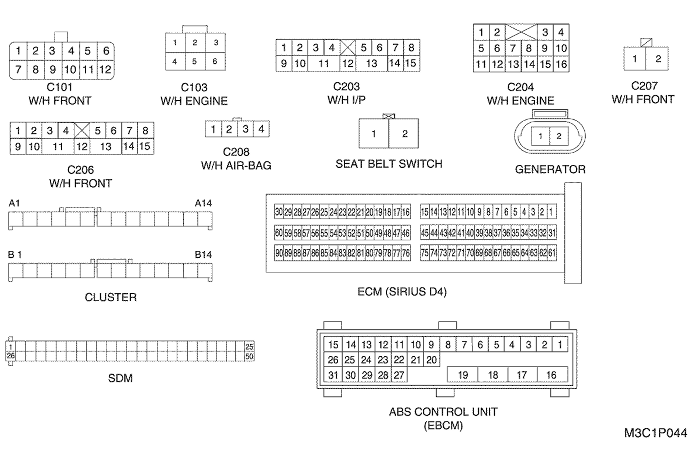 1 2 3 4 5 6
7 8 9 10 11 12
C101
W/H FRONT
1 2 3
4 5 6
C103
W/H ENGINE
1 2 3 4 5 6 7 8
9 10 11 12 13 14 15
C203
W/H I/P
1 2 3 4
5 6 7 8 9 10
11 12 13 14 15 16
C204
W/H ENGINE
1 2
C207
W/H FRONT
1 2 3 4 5 6 7 8
9 10 11 12 13 14 15
C206
W/H FRONT
1 2 3 4
C208
W/H AIR-BAG
1 2
SEAT BELT SWITCH
1 2
GENERATOR
A1 A14
B 1 B14
CLUSTER
30 29 28 27 26 25 24 23 22 21 20 19 18 17 16 15 14 13 12 11 10 9 8 7 6 5 4 3 2 1
60 59 58 57 56 55 54 53 52 51 50 49 48 47 46 45 44 43 42 41 40 39 38 37 36 35 34 33 32 31
90 89 88 87 86 85 84 83 82 81 80 79 78 77 76 75 74 73 72 71 70 69 68 67 66 65 64 63 62 61
ECM (SIRIUS D4)
1 25
26 50
SDM
15 14 13 12 11 10 9 8 7 6 5 4 3 2 1
26 25 24 23 22 21 20
31 30 29 28 27 19 18 17 16
ABS CONTROL UNIT
(EBCM)
M3C1P044